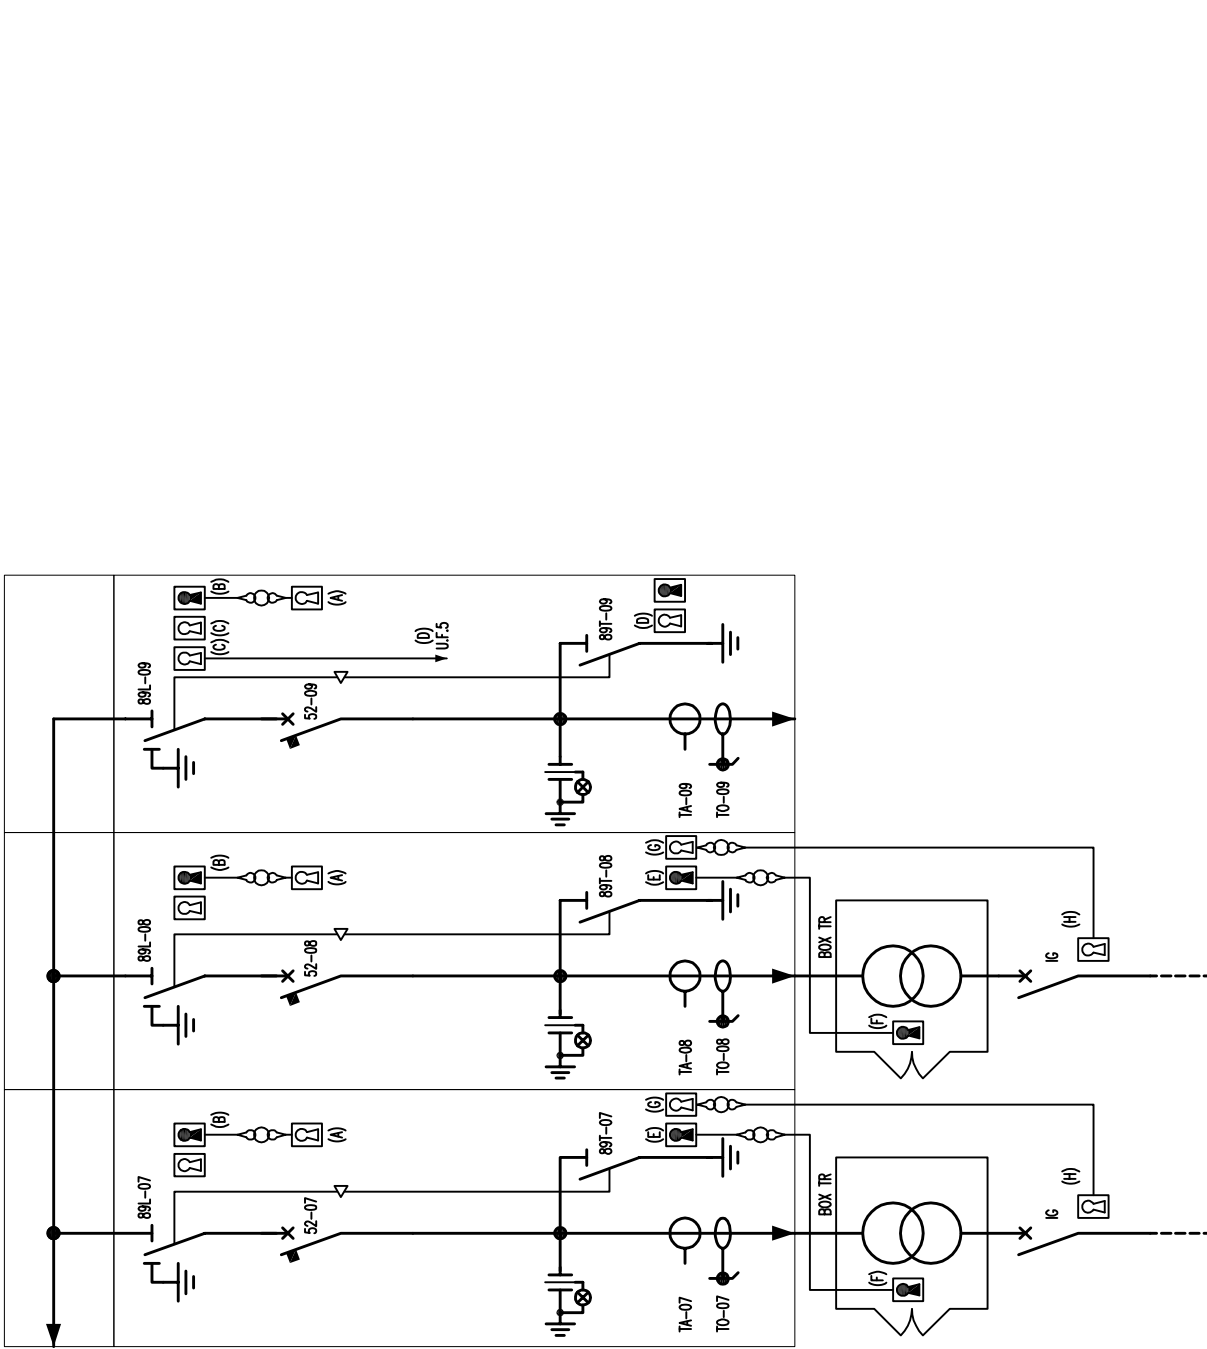 (B)
(A)
(C)
(C)
(D)
U.F.5
89L-09
52-09
89T-09
(D)
TA-09
TO-09
(B)
(A)
89L-08
52-08
89T-08
(G)
(E)
TA-08
TO-08
BOX TR
(F)
IG
(H)
(B)
(A)
89L-07
52-07
89T-07
(G)
(E)
TA-07
TO-07
BOX TR
(F)
IG
(H)